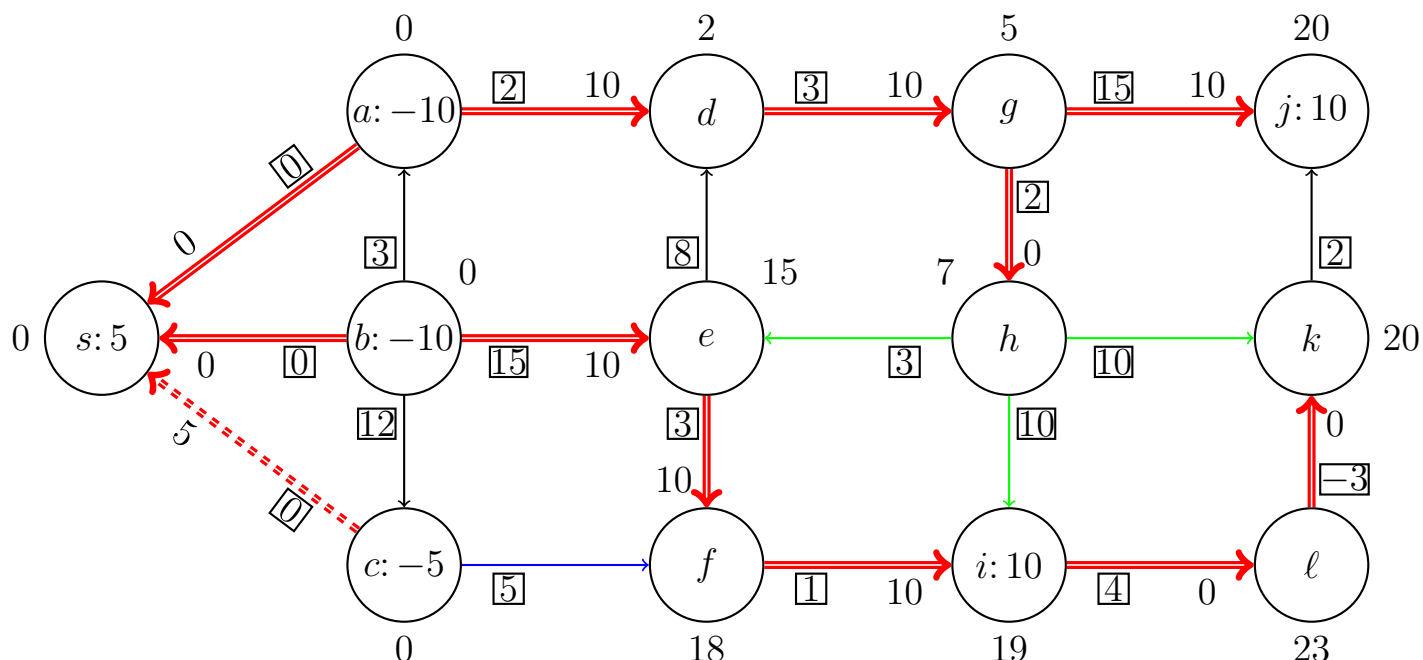 0 2 5 20
a: −10 2 10 d 3 10 g 15 10 j: 10
0 2
0 3 0 8 15 7 0 2
0 s: 5 0 0 b: −10 15 10 e 3 h 10 k 20
5 12 3 10 0
0 10 −3
c: −5 5 f 1 10 i: 10 4 0 ℓ
0 18 19 23